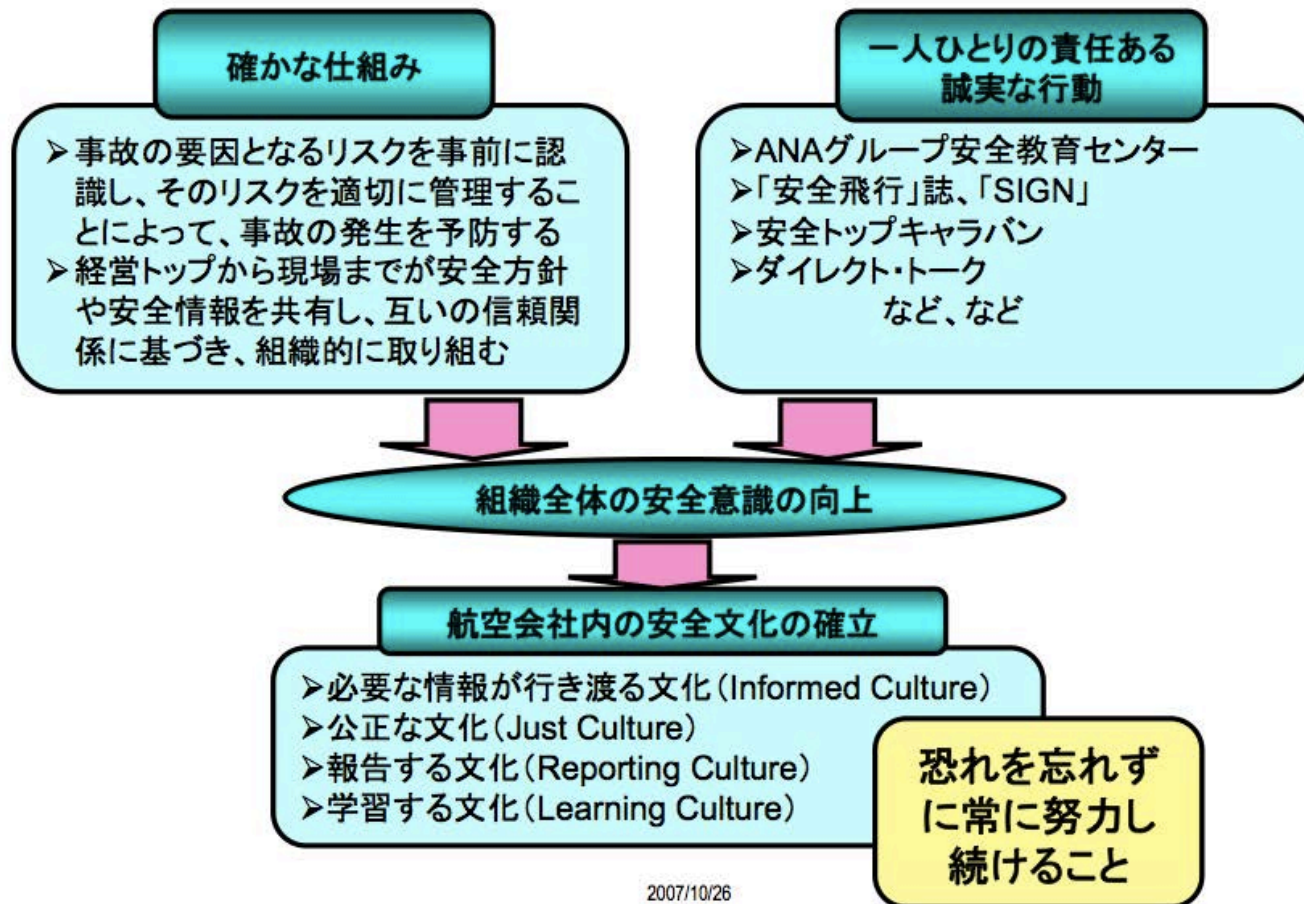 確かな仕組み
➢事故の要因となるリスクを事前に認
識し、そのリスクを適切に管理するこ
とによって、事故の発生を予防する
➢経営トップから現場までが安全方針
や安全情報を共有し、互いの信頼関
係に基づき、組織的に取り組む
一人ひとりの責任ある
誠実な行動
➢ANAグループ安全教育センター
➢「安全飛行」誌、「SIGN」
➢安全トップキャラバン
➢ダイレクト・トーク
など、など
組織全体の安全意識の向上
航空会社内の安全文化の確立
➢必要な情報が行き渡る文化(Informed Culture)
➢公正な文化(Just Culture)
➢報告する文化(Reporting Culture)
➢学習する文化(Learning Culture)
恐れを忘れず
に常に努力し
続けること
2007/10/26